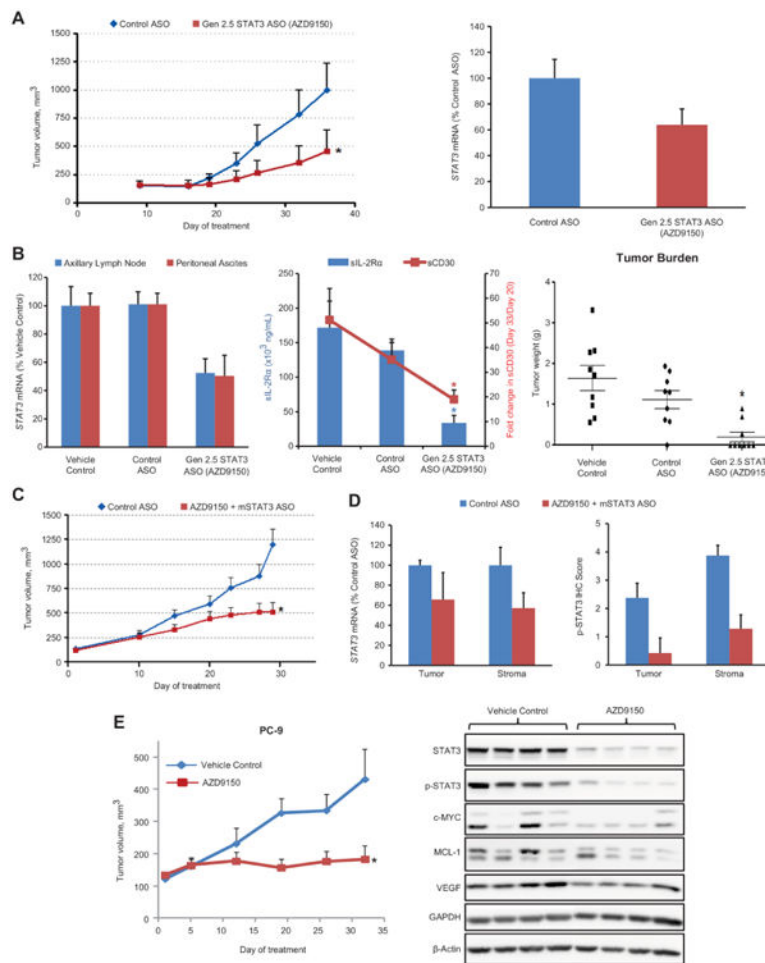 A
Control ASO
Gen 2.5 STAT3 ASO (AZD9150)
1500
1250
1000
750
500
250
0
Tumor volume, mm³
0 10 20 30 40
Day of treatment
*
140
120
100
80
60
40
20
0
STAT3 mRNA (% Control ASO)
Control ASO
Gen 2.5 STAT3 ASO
(AZD9150)
B
Axillary Lymph Node
Peritoneal Ascites
120
100
80
60
40
20
0
STAT3 mRNA (% Vehicle Control)
Vehicle
Control
Control
ASO
Gen 2.5 STAT3
ASO (AZD9150)
sIL-2Rα
sCD30
250
200
150
100
50
0
sIL-2Rα (x10³ ng/mL)
70
60
50
40
30
20
10
0
Fold change in sCD30 (Day 33/Day 20)
*
*
Vehicle
Control
Control
ASO
Gen 2.5 STAT3
ASO (AZD9150)
Tumor Burden
4
3
2
1
0
Tumor weight (g)
*
Vehicle
Control
Control
ASO
Gen 2.5 STAT
ASO (AZD915
C
Control ASO
AZD9150 + mSTAT3 ASO
1500
1250
1000
750
500
250
0
Tumor volume, mm³
0 10 20 30
Day of treatment
*
D
Control ASO
AZD9150 + mSTAT3 ASO
140
120
100
80
60
40
20
0
STAT3 mRNA (% Control ASO)
Tumor
Stroma
5
4
3
2
1
0
p-STAT3 IHC Score
Tumor
Stroma
E
PC-9
Vehicle Control
AZD9150
500
400
300
200
100
0
Tumor volume, mm³
0 5 10 15 20 25 30 35
Day of treatment
*
Vehicle Control
AZD9150
STAT3
p-STAT3
c-MYC
MCL-1
VEGF
GAPDH
β-Actin